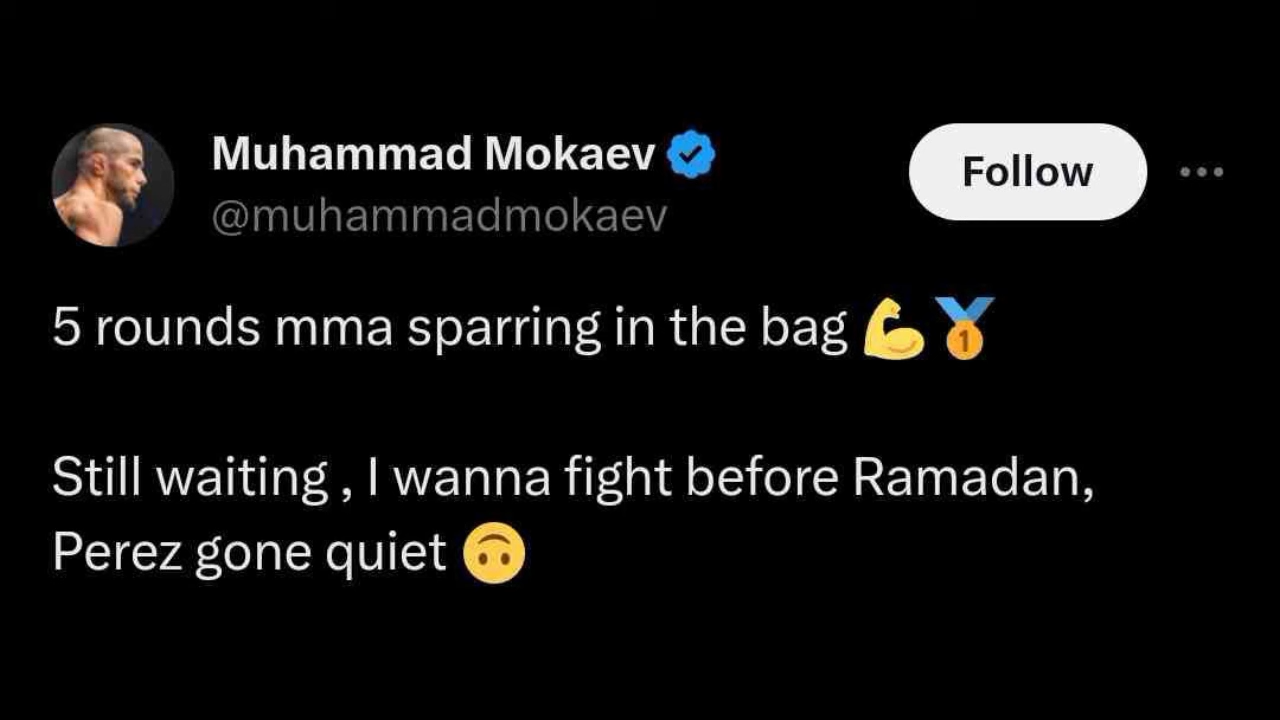 Muhammad Mokaev
@muhammadmokaev
Follow
5 rounds mma sparring in the bag 💪🥇
Still waiting , I wanna fight before Ramadan,
Perez gone quiet 🙃